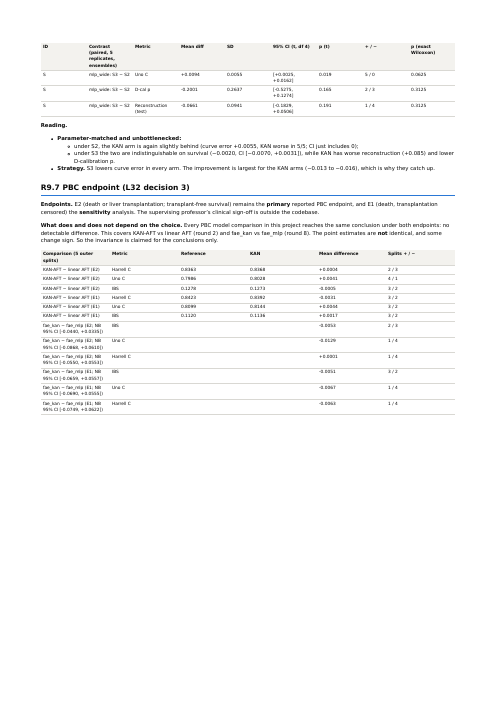 ID Contrast (paired, 5 replicates, ensembles) Metric Mean diff SD 95% CI (t, df 4) p (t) + / − p (exact Wilcoxon)
S mlp_wide: S3 − S2 Uno C +0.0094 0.0055 [+0.0025, +0.0162] 0.019 5 / 0 0.0625
S mlp_wide: S3 − S2 D-cal p -0.2001 0.2637 [-0.5275, +0.1274] 0.165 2 / 3 0.3125
S mlp_wide: S3 − S2 Reconstruction (test) -0.0661 0.0941 [-0.1829, +0.0506] 0.191 1 / 4 0.3125
Reading.
• Parameter-matched and unbottlenecked:
◦ under S2, the KAN arm is again slightly behind (curve error +0.0055, KAN worse in 5/5; CI just includes 0);
◦ under S3 the two are indistinguishable on survival (−0.0020, CI [−0.0070, +0.0031]), while KAN has worse reconstruction (+0.085) and lower
D-calibration p.
• Strategy. S3 lowers curve error in every arm. The improvement is largest for the KAN arms (−0.013 to −0.016), which is why they catch up.
R9.7 PBC endpoint (L32 decision 3)
Endpoints. E2 (death or liver transplantation; transplant-free survival) remains the primary reported PBC endpoint, and E1 (death, transplantation
censored) the sensitivity analysis. The supervising professor's clinical sign-off is outside the codebase.
What does and does not depend on the choice. Every PBC model comparison in this project reaches the same conclusion under both endpoints: no
detectable difference. This covers KAN-AFT vs linear AFT (round 2) and fae_kan vs fae_mlp (round 8). The point estimates are not identical, and some
change sign. So the invariance is claimed for the conclusions only.
Comparison (5 outer splits) Metric Reference KAN Mean difference Splits + / −
KAN-AFT − linear AFT (E2) Harrell C 0.8363 0.8368 +0.0004 2 / 3
KAN-AFT − linear AFT (E2) Uno C 0.7986 0.8028 +0.0041 4 / 1
KAN-AFT − linear AFT (E2) IBS 0.1278 0.1273 -0.0005 3 / 2
KAN-AFT − linear AFT (E1) Harrell C 0.8423 0.8392 -0.0031 3 / 2
KAN-AFT − linear AFT (E1) Uno C 0.8099 0.8144 +0.0044 3 / 2
KAN-AFT − linear AFT (E1) IBS 0.1120 0.1136 +0.0017 3 / 2
fae_kan − fae_mlp (E2; NB 95% CI [-0.0440, +0.0335]) IBS -0.0053 2 / 3
fae_kan − fae_mlp (E2; NB 95% CI [-0.0868, +0.0610]) Uno C -0.0129 1 / 4
fae_kan − fae_mlp (E2; NB 95% CI [-0.0550, +0.0553]) Harrell C +0.0001 1 / 4
fae_kan − fae_mlp (E1; NB 95% CI [-0.0659, +0.0557]) IBS -0.0051 3 / 2
fae_kan − fae_mlp (E1; NB 95% CI [-0.0690, +0.0555]) Uno C -0.0067 1 / 4
fae_kan − fae_mlp (E1; NB 95% CI [-0.0749, +0.0622]) Harrell C -0.0063 1 / 4